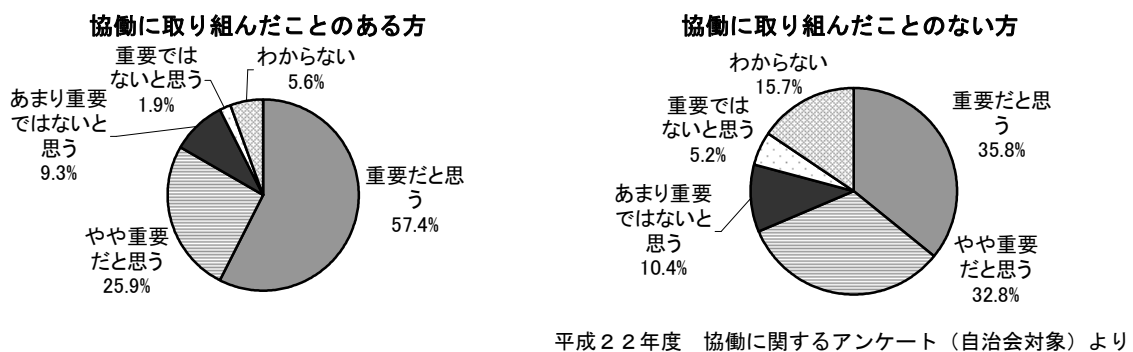 協働に取り組んだことのある方
重要では
ないと思う
1.9%
わからない
5.6%
あまり重要
ではないと
思う
9.3%
重要だと思
う
57.4%
やや重要
だと思う
25.9%
協働に取り組んだことのない方
わからない
15.7%
重要では
ないと思う
5.2%
重要だと思
う
35.8%
あまり重要
ではないと
思う
10.4%
やや重要
だと思う
32.8%
平成22年度 協働に関するアンケート（自治会対象）より